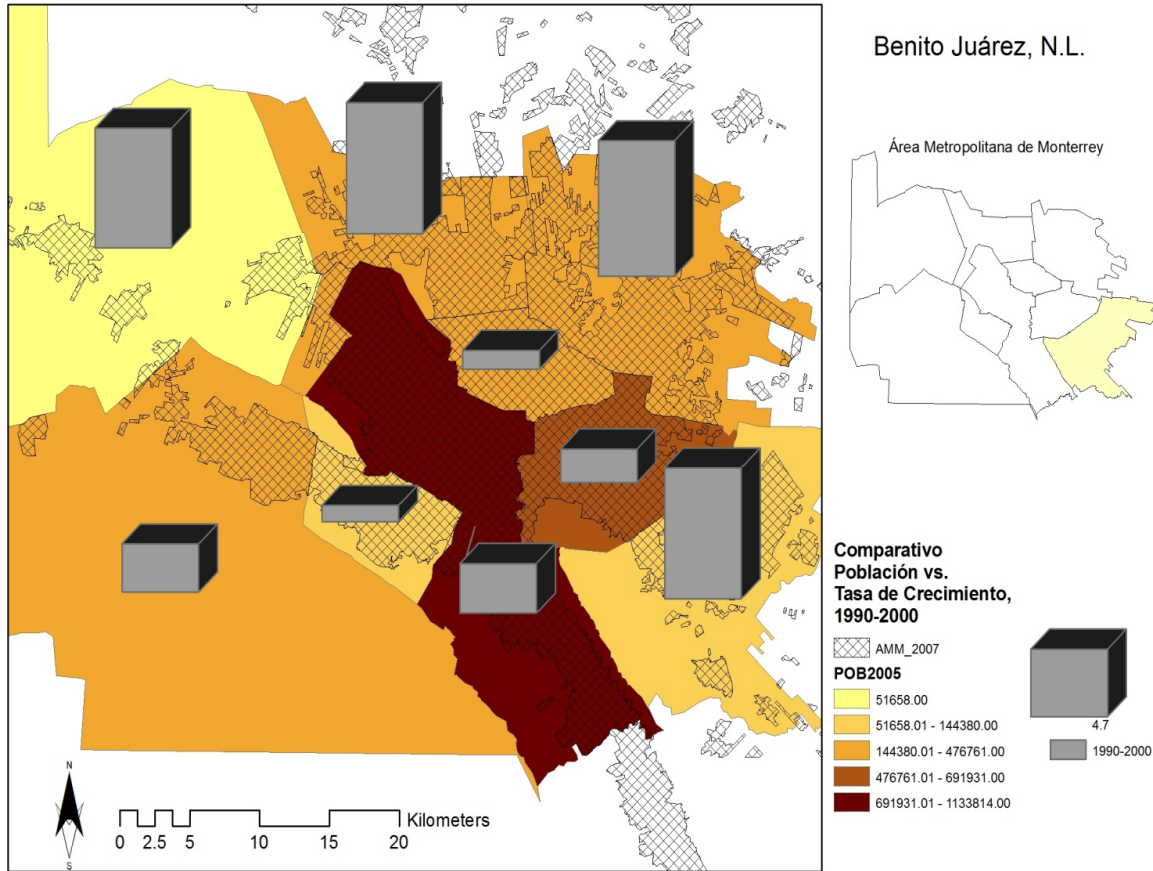 Benito Juárez, N.L.
Área Metropolitana de Monterrey
Comparativo
Población vs.
Tasa de Crecimiento,
1990-2000
AMM_2007
POB2005
51658.00
51658.01 - 144380.00
144380.01 - 476761.00
476761.01 - 691931.00
691931.01 - 1133814.00
4.7
1990-2000
N
S
Kilometers
0 2.5 5 10 15 20